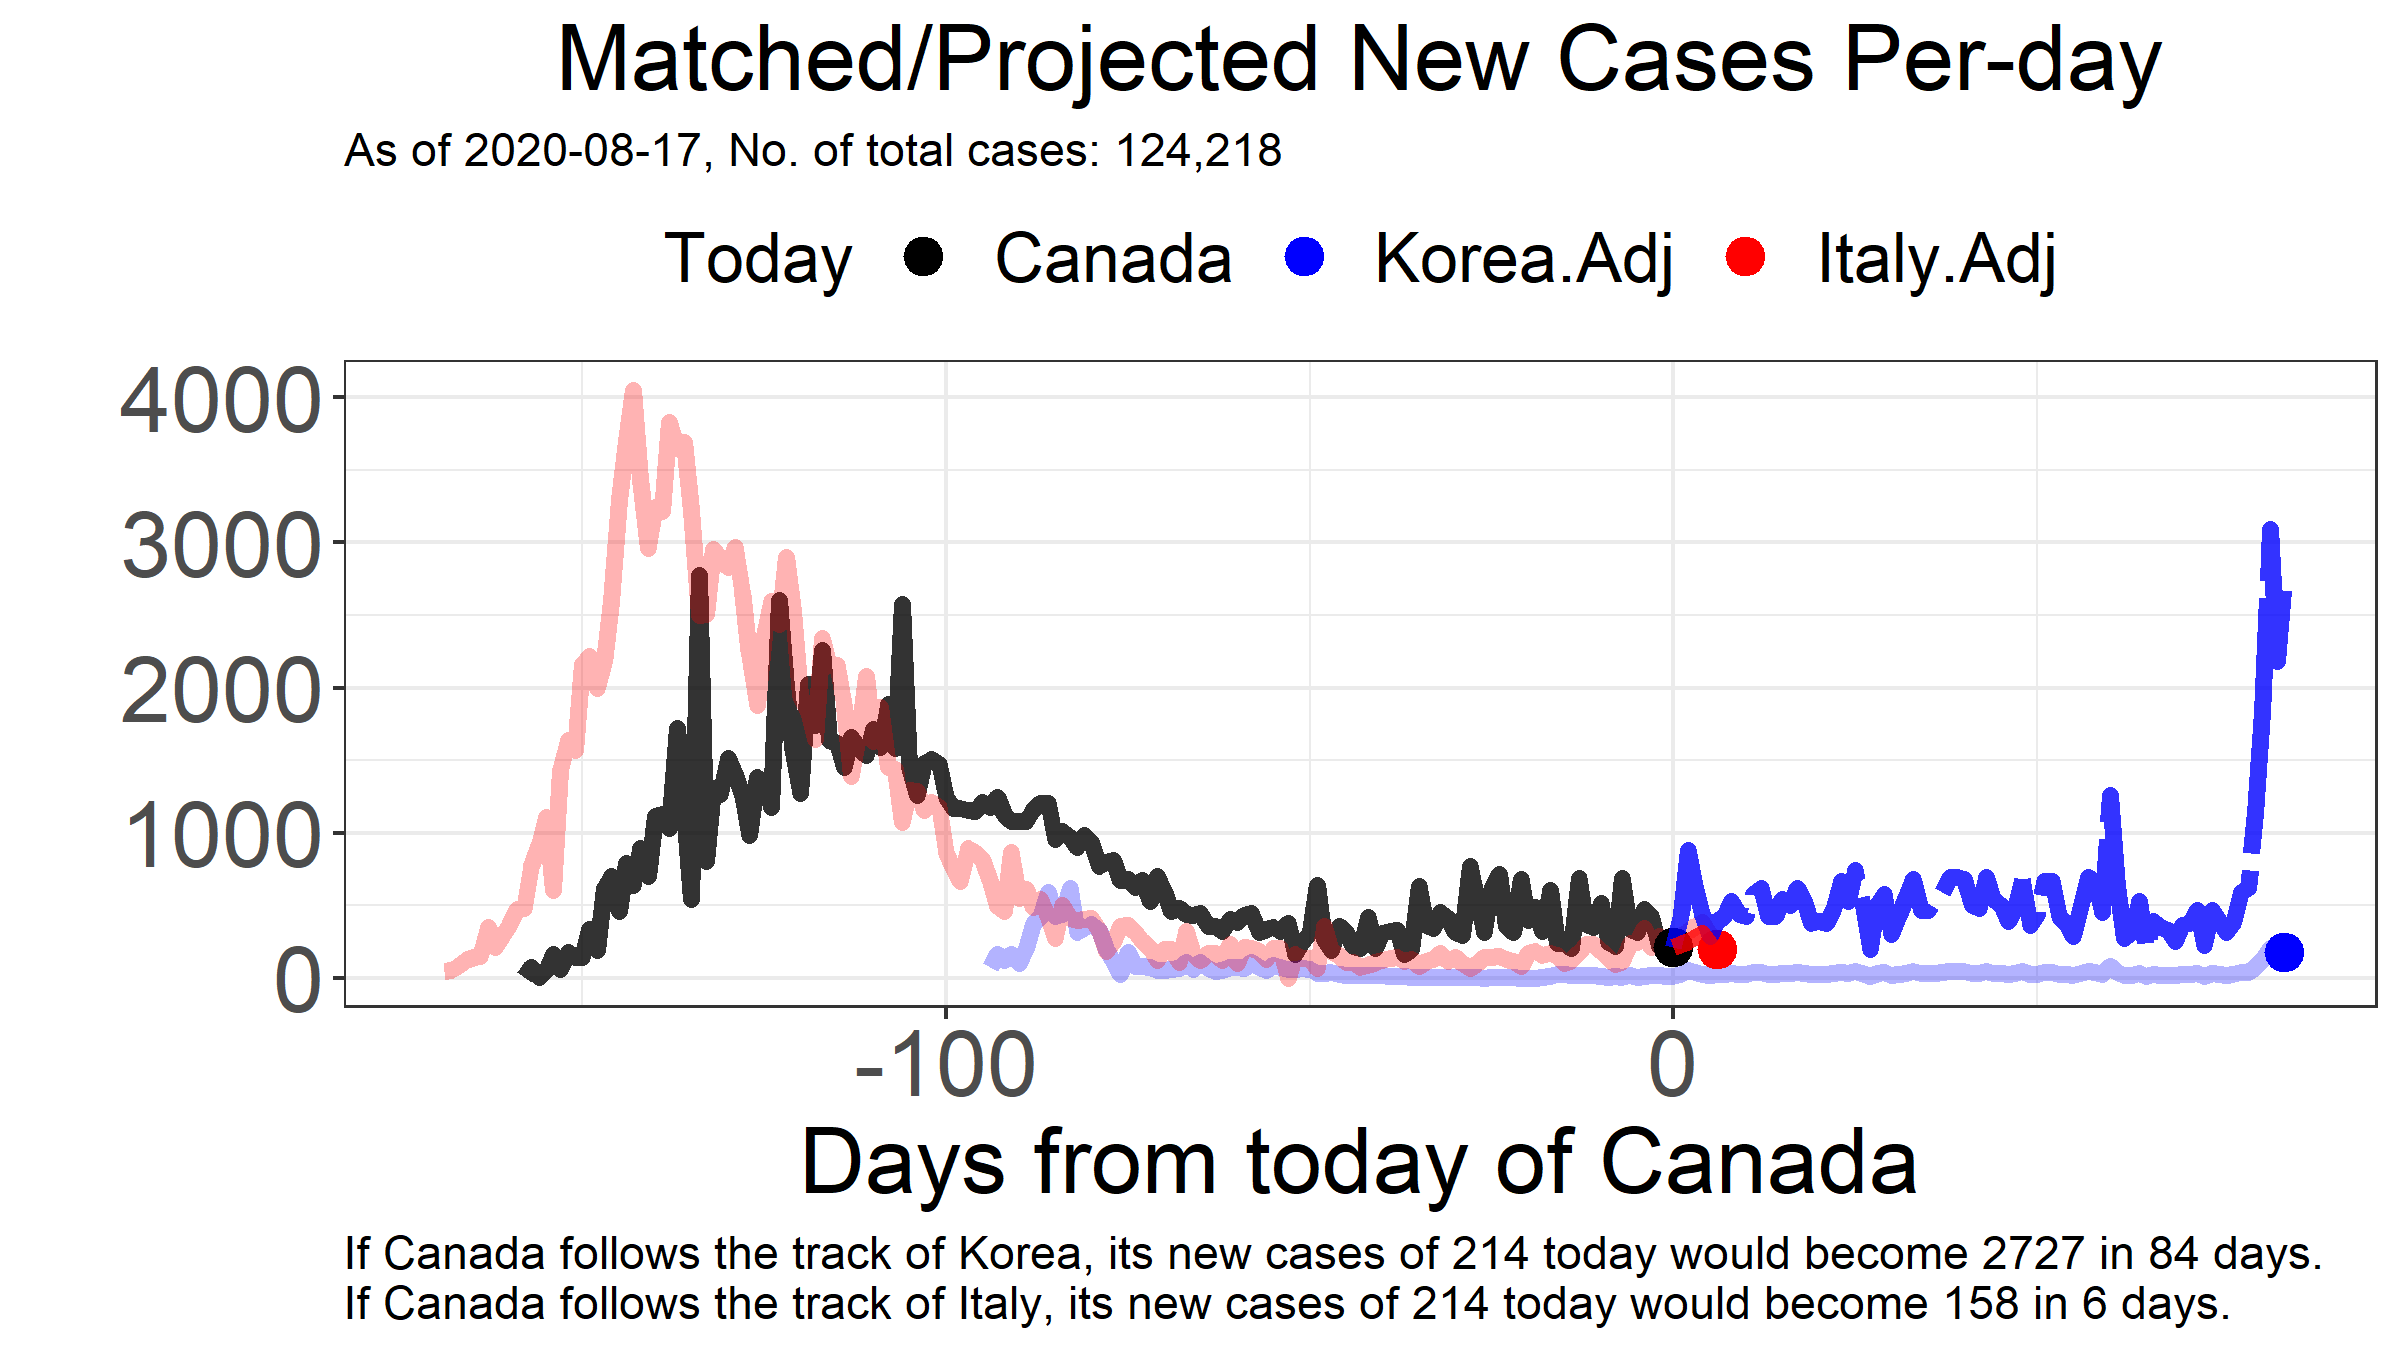 Matched/Projected New Cases Per-day
As of 2020-08-17, No. of total cases: 124,218
Today Canada Korea.Adj Italy.Adj
4000
3000
2000
1000
0
-100 0
Days from today of Canada
If Canada follows the track of Korea, its new cases of 214 today would become 2727 in 84 days.
If Canada follows the track of Italy, its new cases of 214 today would become 158 in 6 days.